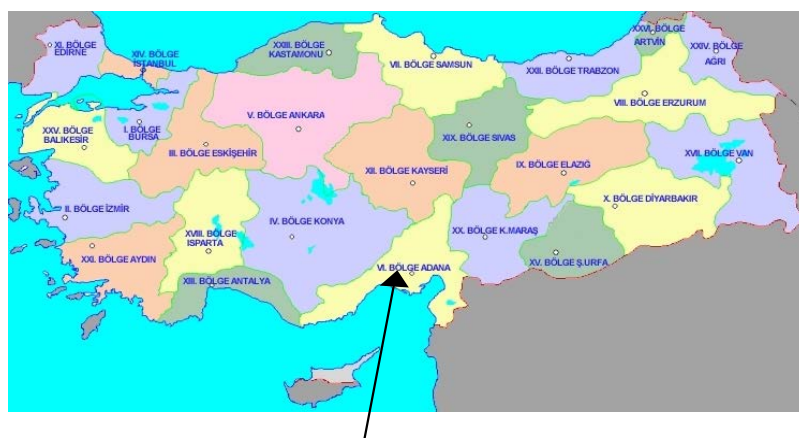 XI. BÖLGE
EDİRNE
XIV. BÖLGE
İSTANBUL
XXIII. BÖLGE
KASTAMONU
VII. BÖLGE SAMSUN
XXII. BÖLGE TRABZON
XXVI. BÖLGE
ARTVİN
XXIV. BÖLGE
AĞRI
VIII. BÖLGE ERZURUM
XXV. BÖLGE
BALIKESİR
I. BÖLGE
BURSA
V. BÖLGE ANKARA
III. BÖLGE ESKİŞEHİR
XIX. BÖLGE SIVAS
XII. BÖLGE KAYSERİ
IX. BÖLGE ELAZIĞ
XVII. BÖLGE VAN
X. BÖLGE DİYARBAKIR
II. BÖLGE İZMİR
XVIII. BÖLGE
ISPARTA
IV. BÖLGE KONYA
XX. BÖLGE K.MARAŞ
XV. BÖLGE Ş.URFA
XXI. BÖLGE AYDIN
XIII. BÖLGE ANTALYA
VI. BÖLGE ADANA